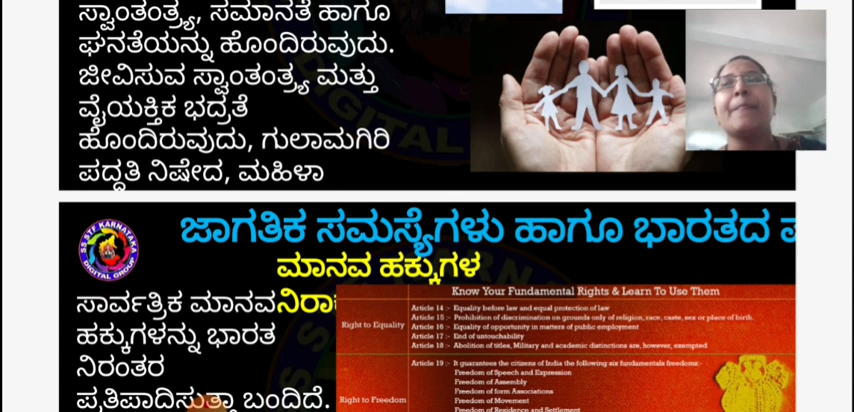 ಸ್ವಾತಂತ್ರ್ಯ, ಸಮಾನತೆ ಹಾಗೂ
ಘನತೆಯನ್ನು ಹೊಂದಿರುವುದು.
ಜೀವಿಸುವ ಸ್ವಾತಂತ್ರ್ಯ ಮತ್ತು
ವೈಯಕ್ತಿಕ ಭದ್ರತೆ
ಹೊಂದಿರುವುದು, ಗುಲಾಮಗಿರಿ
ಪದ್ಧತಿ ನಿಷೇದ, ಮಹಿಳಾ
SS STF KARNATAKA
DIGITAL GROUP
ಜಾಗತಿಕ ಸಮಸ್ಯೆಗಳು ಹಾಗೂ ಭಾರತದ
ಮಾನವ ಹಕ್ಕುಗಳ
ಸಾರ್ವತ್ರಿಕ ಮಾನವ
ಹಕ್ಕುಗಳನ್ನು ಭಾರತ
ನಿರಂತರ
ಪ್ರತಿಪಾದಿಸುತ್ತಾ ಬಂದಿದೆ.
Know Your Fundamental Rights & Learn To Use Them
Right to Equality
Article 14 :- Equality before law and equal protection of law
Article 15 :- Prohibition of discrimination on grounds only of religion, race, caste, sex or place of birth.
Article 16 :- Equality of opportunity in matters of public employment
Article 17 :- End of untouchability
Article 18 :- Abolition of titles, Military and academic distinctions are, however, exempted
Right to Freedom
Article 19 :- It guarantees the citizens of India the following six fundamentals freedoms:-
Freedom of Speech and Expression
Freedom of Assembly
Freedom of form Associations
Freedom of Movement
Freedom of Residence and Settlement